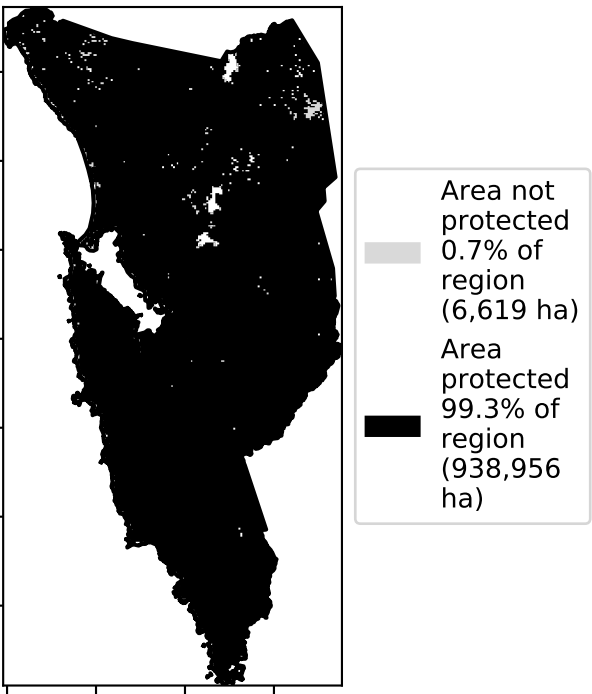 Area not
protected
0.7% of
region
(6,619 ha)
Area
protected
99.3% of
region
(938,956
ha)